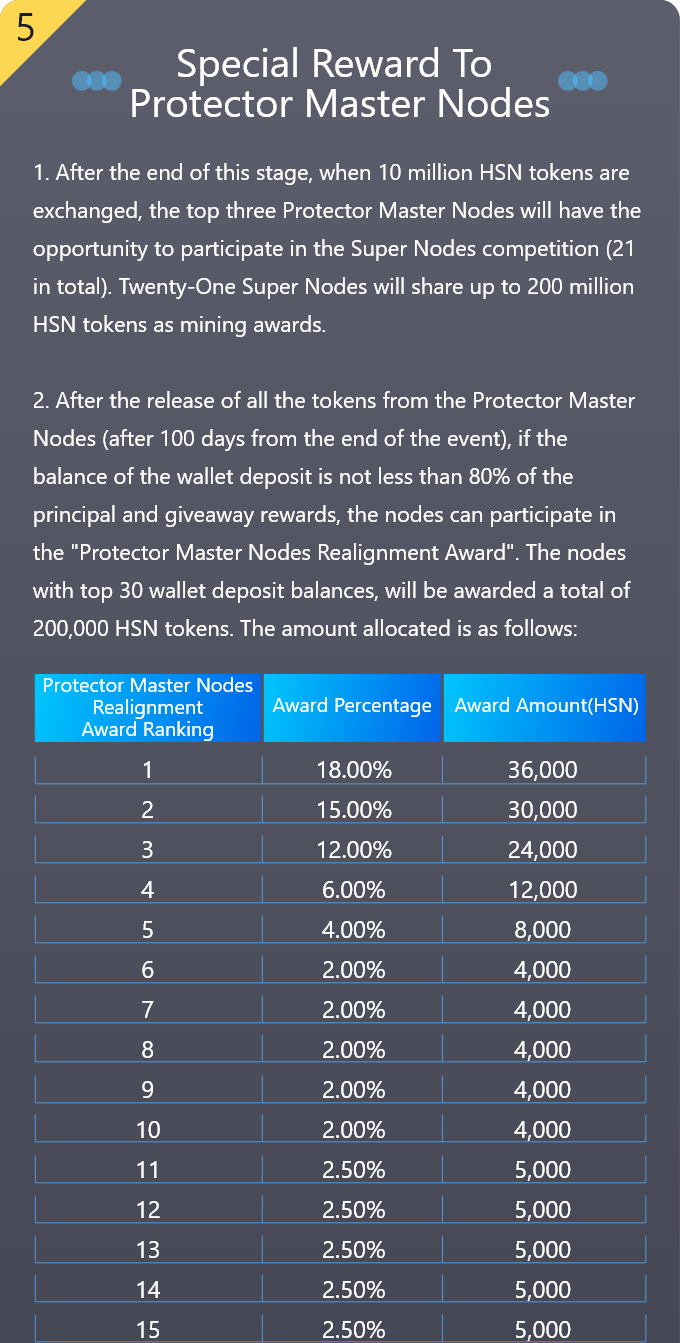 5
Special Reward To
Protector Master Nodes
1. After the end of this stage, when 10 million HSN tokens are
exchanged, the top three Protector Master Nodes will have the
opportunity to participate in the Super Nodes competition (21
in total). Twenty-One Super Nodes will share up to 200 million
HSN tokens as mining awards.
2. After the release of all the tokens from the Protector Master
Nodes (after 100 days from the end of the event), if the
balance of the wallet deposit is not less than 80% of the
principal and giveaway rewards, the nodes can participate in
the "Protector Master Nodes Realignment Award". The nodes
with top 30 wallet deposit balances, will be awarded a total of
200,000 HSN tokens. The amount allocated is as follows:
Protector Master Nodes
Realignment
Award Ranking
Award Percentage
Award Amount(HSN)
1 18.00% 36,000
2 15.00% 30,000
3 12.00% 24,000
4 6.00% 12,000
5 4.00% 8,000
6 2.00% 4,000
7 2.00% 4,000
8 2.00% 4,000
9 2.00% 4,000
10 2.00% 4,000
11 2.50% 5,000
12 2.50% 5,000
13 2.50% 5,000
14 2.50% 5,000
15 2.50% 5,000